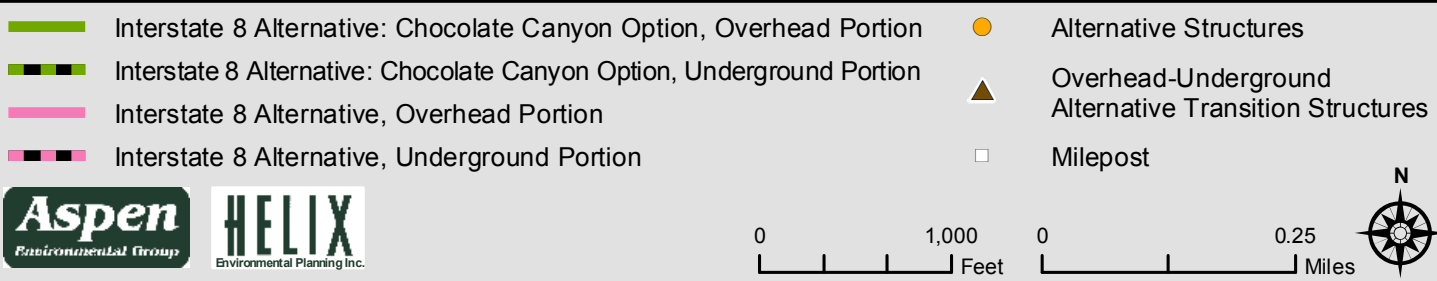 Interstate 8 Alternative: Chocolate Canyon Option, Overhead Portion
Interstate 8 Alternative: Chocolate Canyon Option, Underground Portion
Interstate 8 Alternative, Overhead Portion
Interstate 8 Alternative, Underground Portion
Alternative Structures
Overhead-Underground
Alternative Transition Structures
Milepost
Aspen
Environmental Group
HELIX
Environmental Planning Inc.
0 1,000
Feet
0 0.25
Miles
N